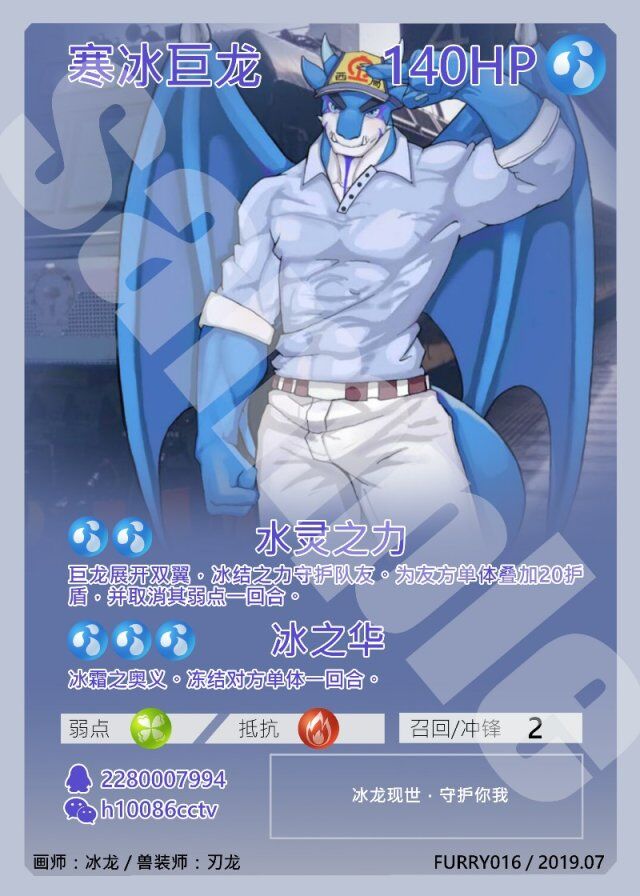 寒冰巨龙
140HP
西 局
水灵之力
巨龙展开双翼，冰结之力守护队友。为友方单体叠加20护
盾，并取消其弱点一回合。
冰之华
冰霜之奥义。冻结对方单体一回合。
弱点 抵抗 召回/冲锋 2
2280007994
h10086cctv
冰龙现世，守护你我
画师：冰龙 / 兽装师：刃龙
FURRY016 / 2019.07
Sample